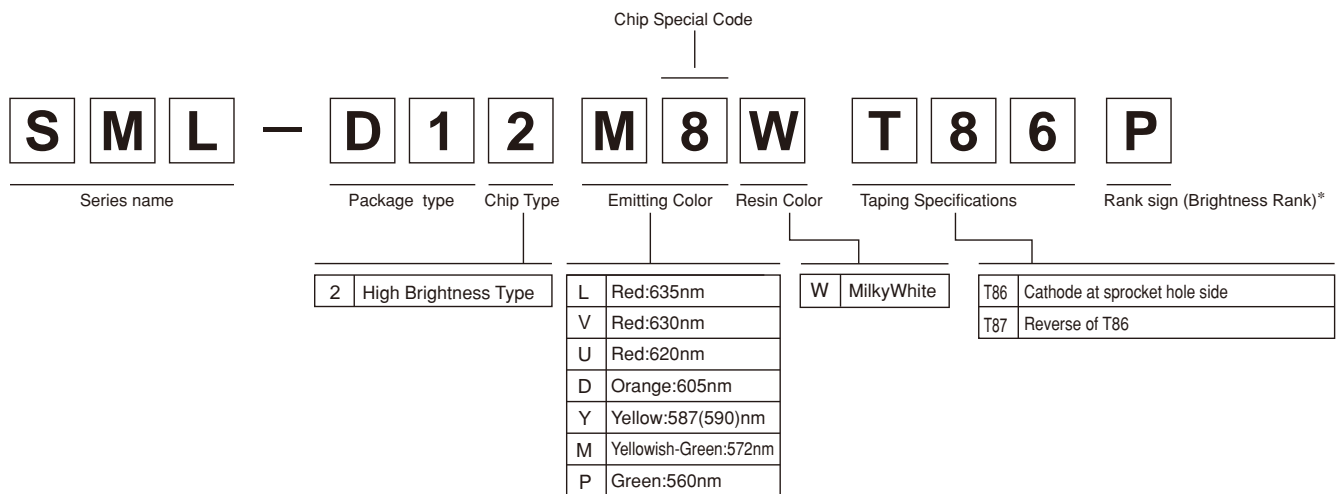 Chip Special Code
S M L — D 1 2 M 8 W T 8 6 P
Series name Package type Chip Type Emitting Color Resin Color Taping Specifications Rank sign (Brightness Rank)*
2 High Brightness Type
L Red:635nm
V Red:630nm
U Red:620nm
D Orange:605nm
Y Yellow:587(590)nm
M Yellowish-Green:572nm
P Green:560nm
W MilkyWhite
T86 Cathode at sprocket hole side
T87 Reverse of T86